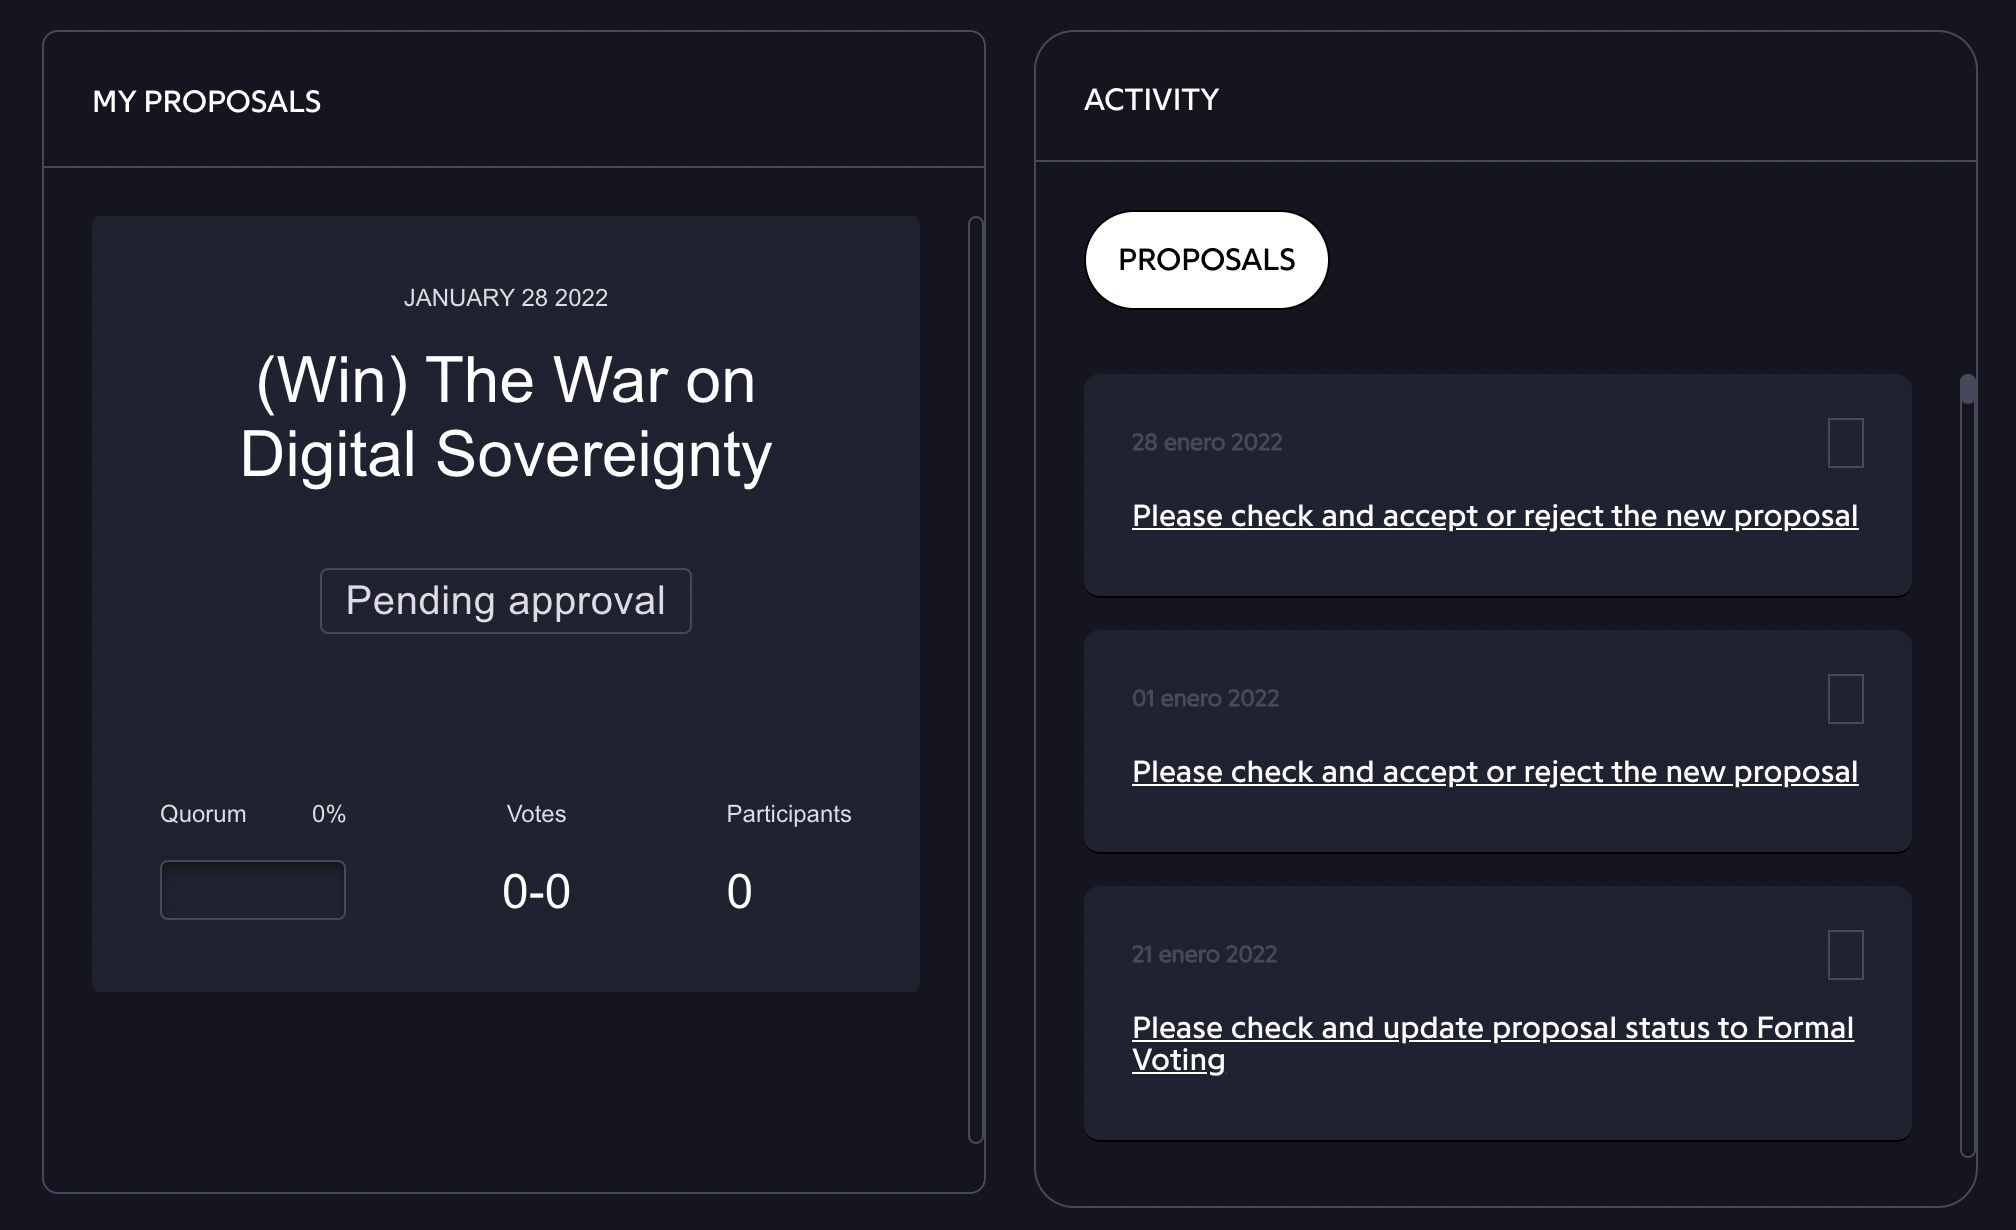 MY PROPOSALS
JANUARY 28 2022
(Win) The War on
Digital Sovereignty
Pending approval
Quorum 0%
Votes
Participants
0-0
0
ACTIVITY
PROPOSALS
28 enero 2022
Please check and accept or reject the new proposal
01 enero 2022
Please check and accept or reject the new proposal
21 enero 2022
Please check and update proposal status to Formal
Voting